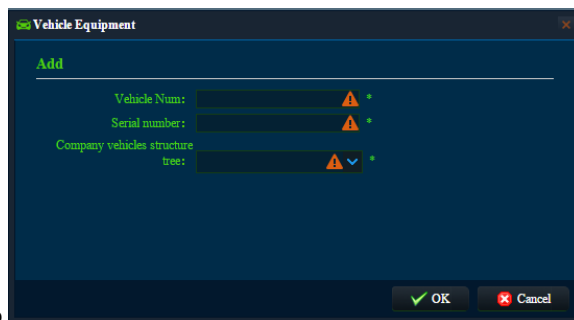 Vehicle Equipment
Add
Vehicle Num: *
Serial number: *
Company vehicles structure
tree: *
OK Cancel